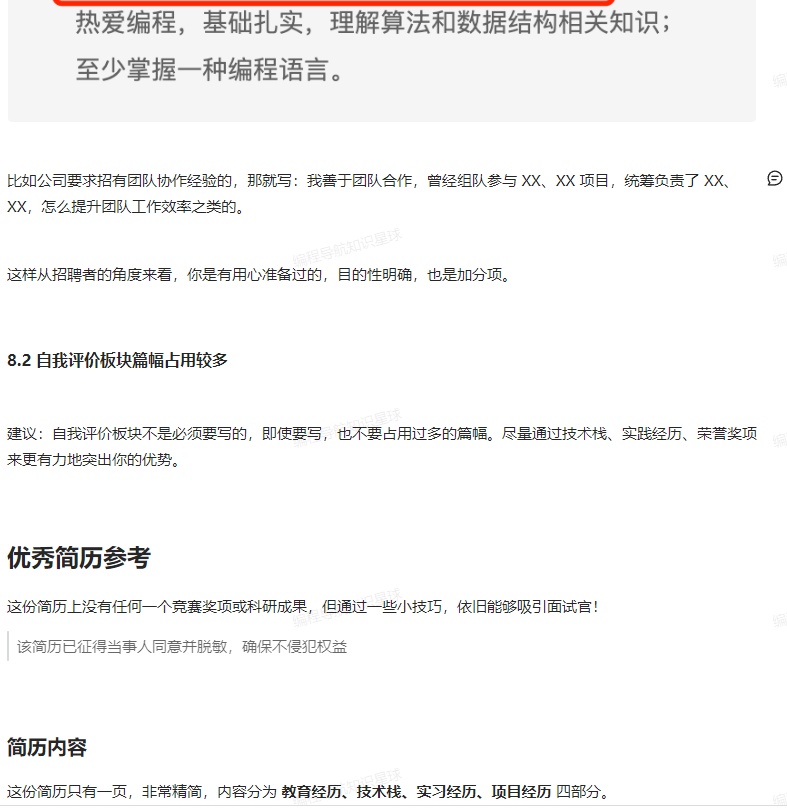 热爱编程，基础扎实，理解算法和数据结构相关知识；
至少掌握一种编程语言。
比如公司要求招有团队协作经验的，那就写：我善于团队合作，曾经组队参与 XX、XX 项目，统筹负责了 XX、
XX，怎么提升团队工作效率之类的。
编程导航知识星球
这样从招聘者的角度来看，你是有用心准备过的，目的性明确，也是加分项。
8.2 自我评价板块篇幅占用较多
建议：自我评价板块不是必须要写的，即使要写，也不要占用过多的篇幅。尽量通过技术栈、实践经历、荣誉奖项
来更有力地突出你的优势。
优秀简历参考
这份简历上没有任何一个竞赛奖项或科研成果，但通过一些小技巧，依旧能够吸引面试官！
该简历已征得当事人同意并脱敏，确保不侵犯权益
简历内容
这份简历只有一页，非常精简，内容分为 教育经历、技术栈、实习经历、项目经历 四部分。